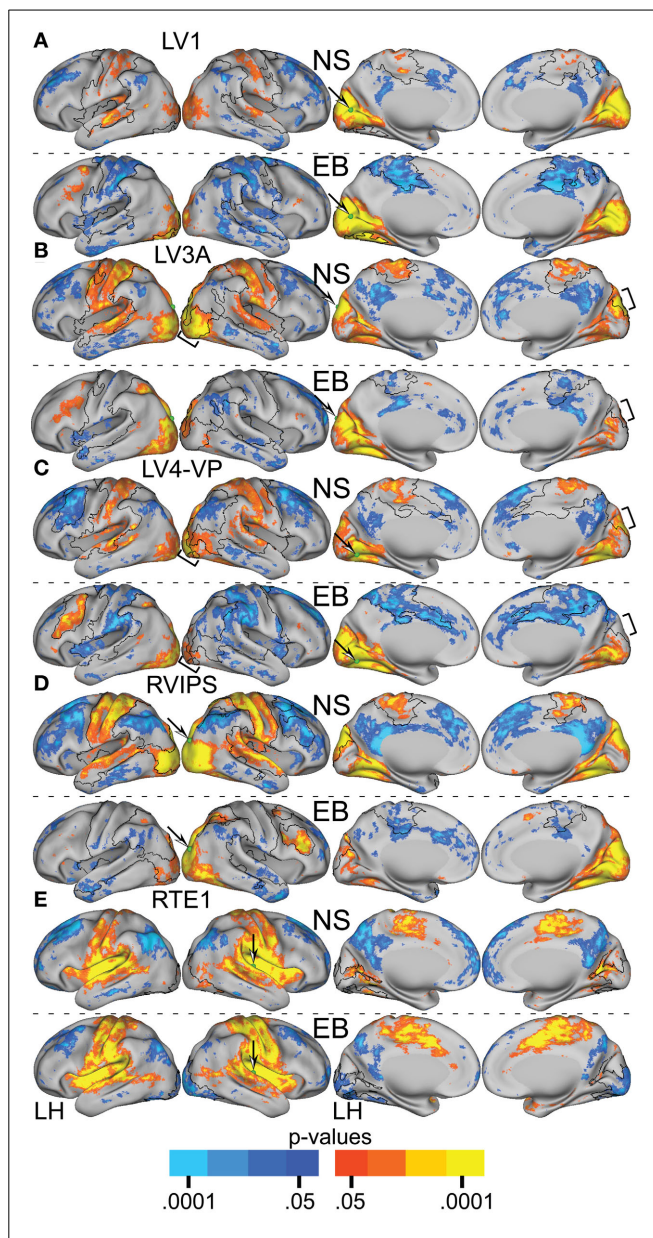 A
LV1
NS
EB
B
LV3A
NS
EB
C
LV4-VP
NS
EB
D
RVIPS
NS
EB
E
RTE1
NS
EB
LH
LH
p-values
.0001
.05
.05
.0001